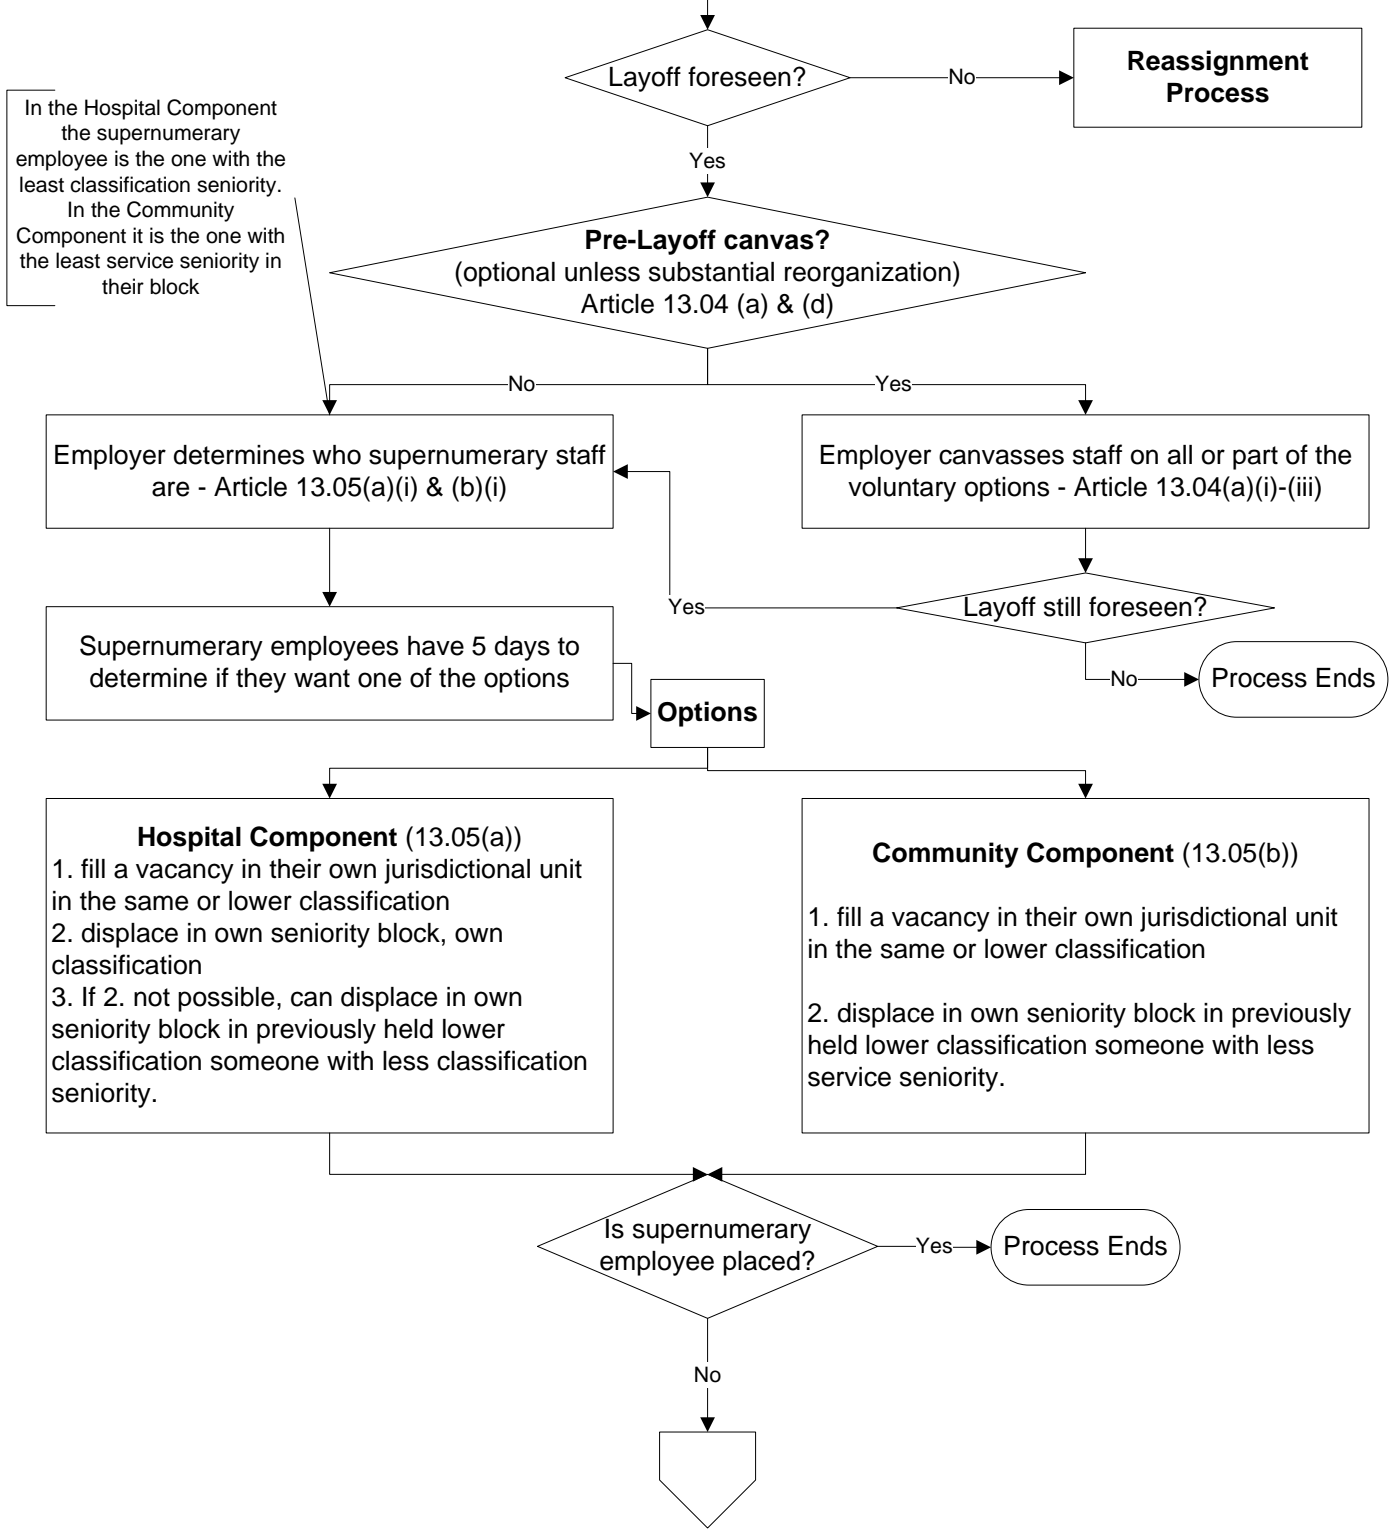 Layoff foreseen?
No
Reassignment
Process
In the Hospital Component
the supernumerary
employee is the one with the
least classification seniority.
In the Community
Component it is the one with
the least service seniority in
their block
Yes
Pre-Layoff canvas?
(optional unless substantial reorganization)
Article 13.04 (a) & (d)
No
Yes
Employer determines who supernumerary staff
are - Article 13.05(a)(i) & (b)(i)
Employer canvasses staff on all or part of the
voluntary options - Article 13.04(a)(i)-(iii)
Yes
Layoff still foreseen?
No
Process Ends
Supernumerary employees have 5 days to
determine if they want one of the options
Options
Hospital Component (13.05(a))
1. fill a vacancy in their own jurisdictional unit
in the same or lower classification
2. displace in own seniority block, own
classification
3. If 2. not possible, can displace in own
seniority block in previously held lower
classification someone with less classification
seniority.
Community Component (13.05(b))
1. fill a vacancy in their own jurisdictional unit
in the same or lower classification
2. displace in own seniority block in previously
held lower classification someone with less
service seniority.
Is supernumerary
employee placed?
Yes
Process Ends
No